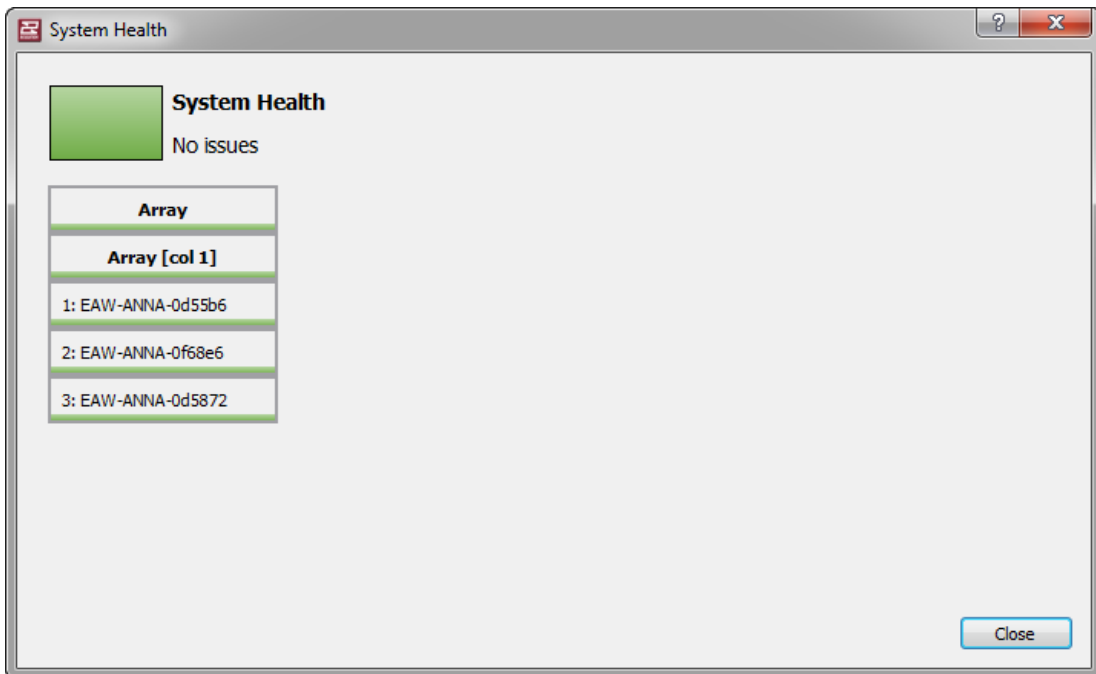 System Health
?
System Health
No issues
Array
Array [col 1]
1: EAW-ANNA-0d55b6
2: EAW-ANNA-0f68e6
3: EAW-ANNA-0d5872
Close